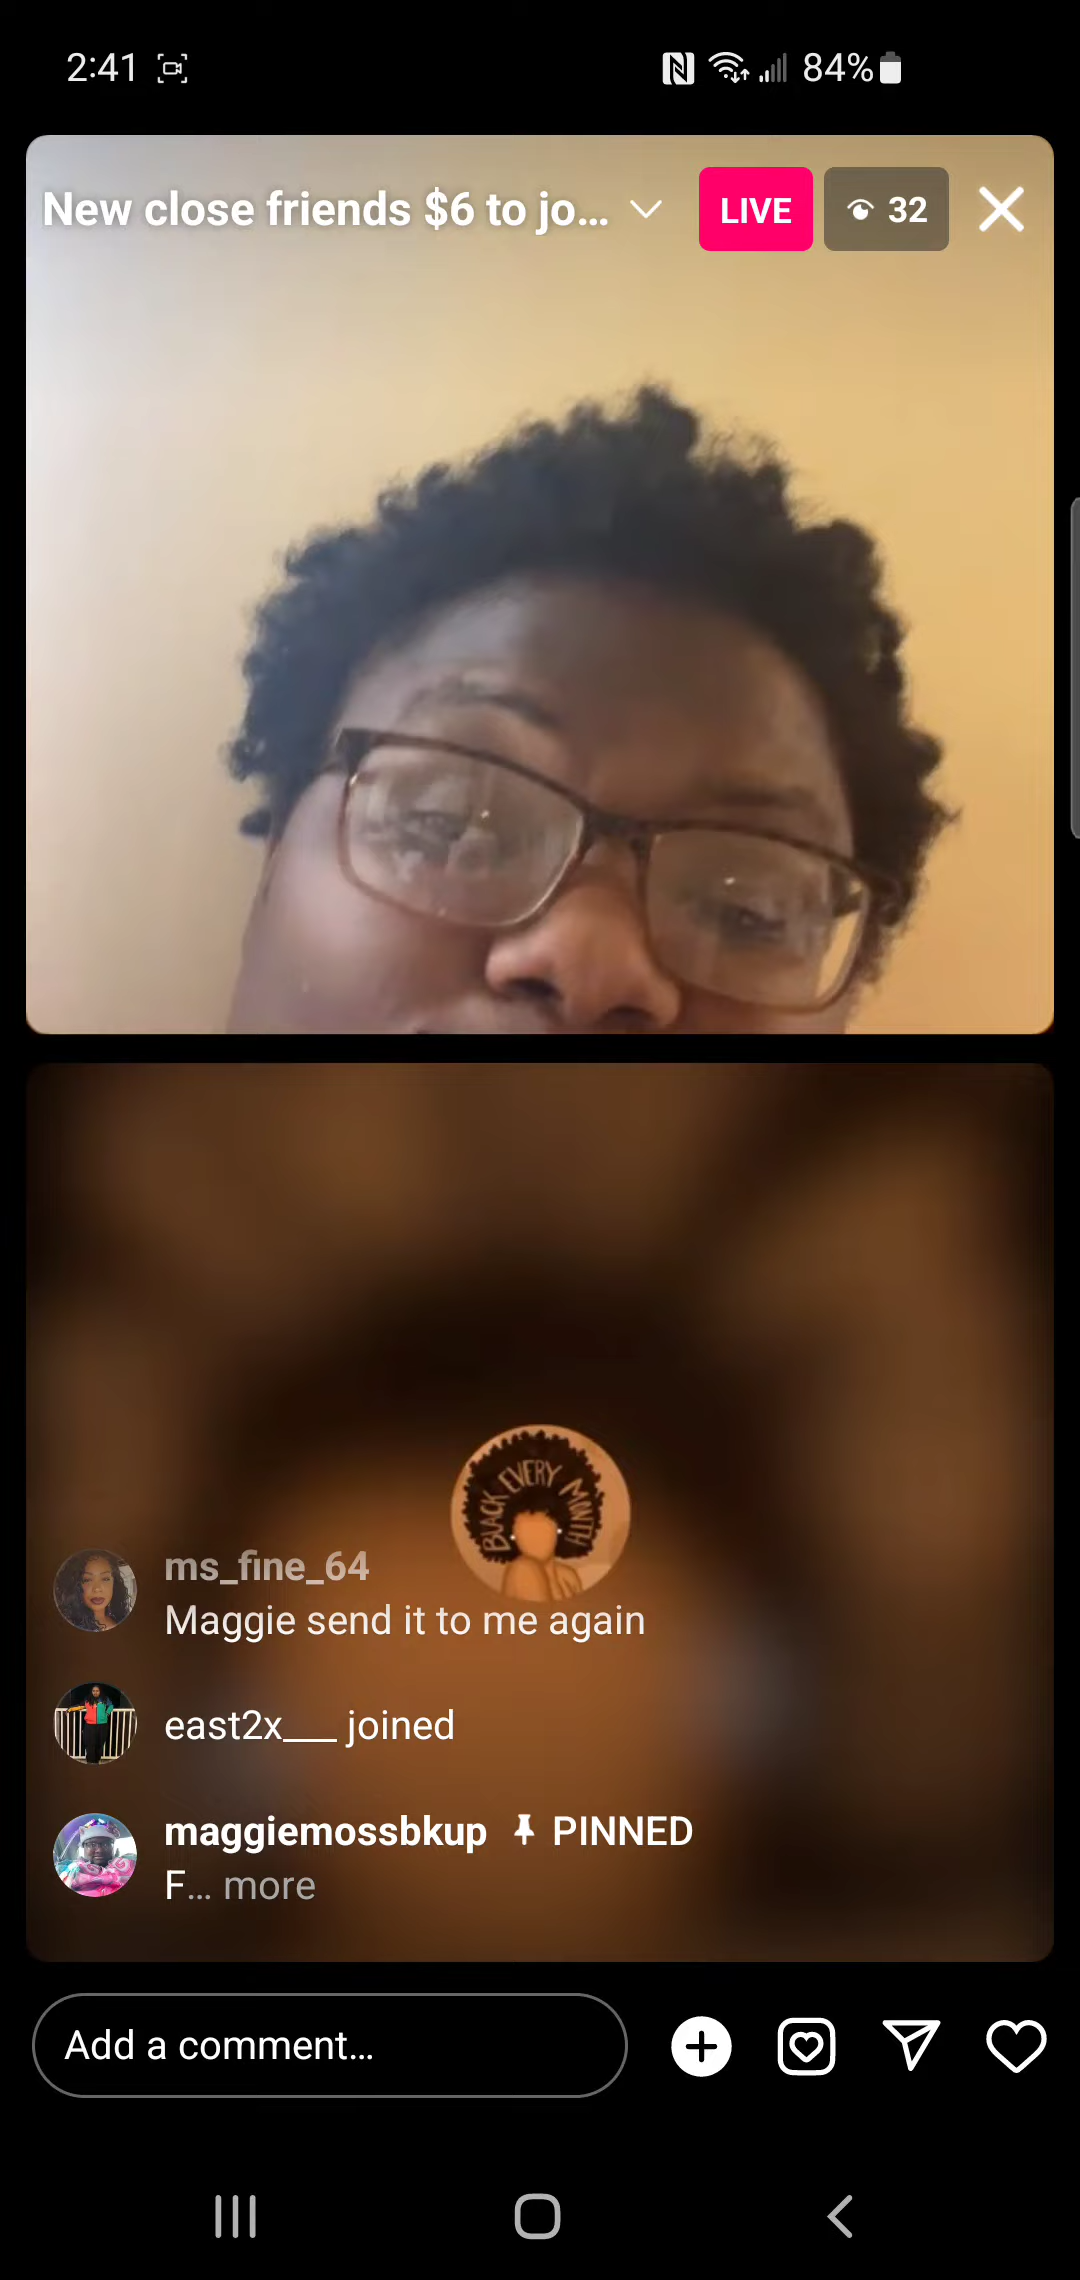 2:41
84%
New close friends $6 to jo...
LIVE
32
BLACK EVERY MONTH
ms_fine_64
Maggie send it to me again
east2x___ joined
maggiemossbkup PINNED
F... more
Add a comment...